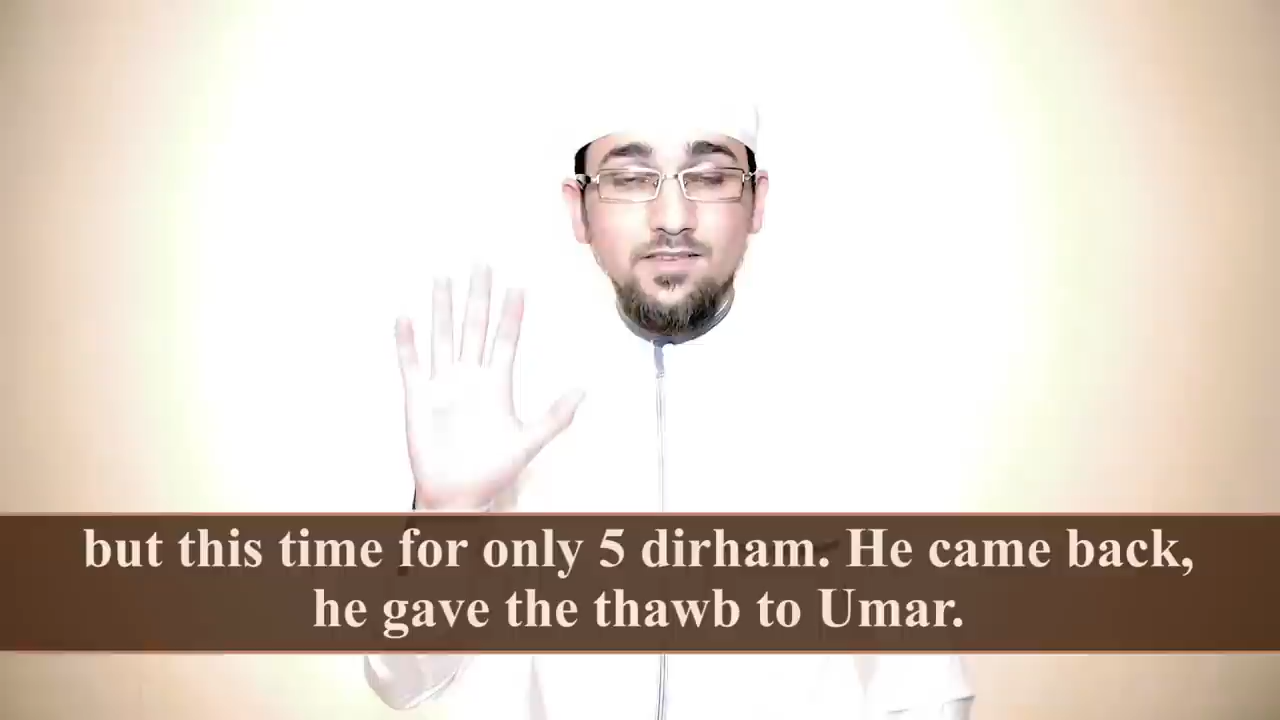 but this time for only 5 dirham. He came back,
he gave the thawb to Umar.